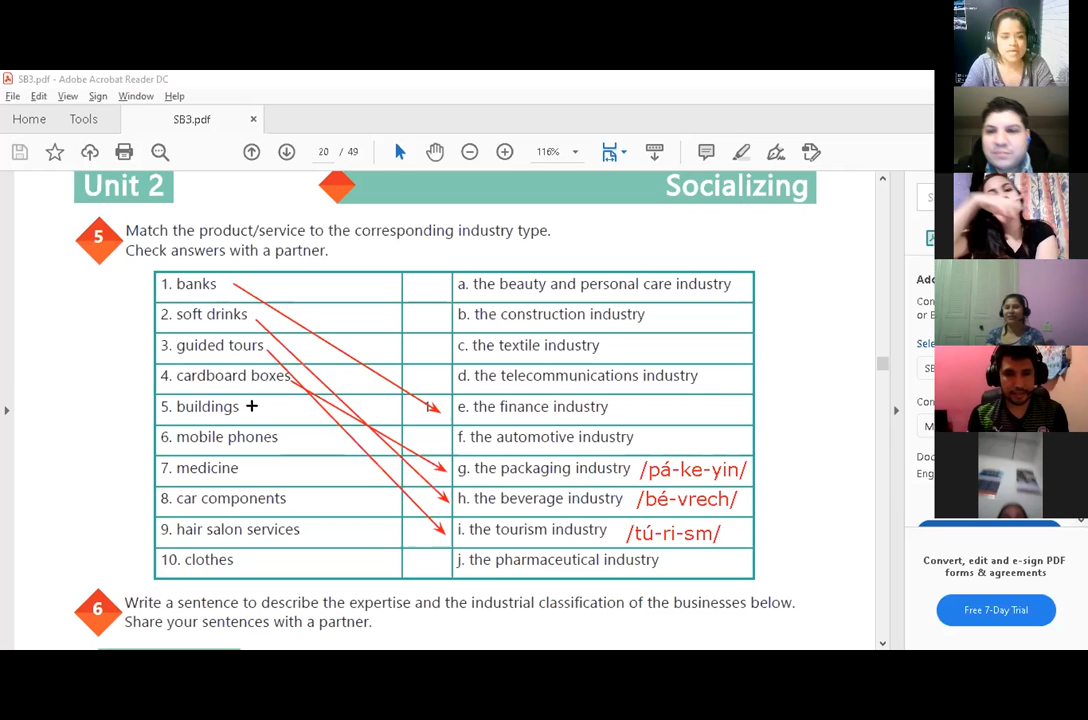 SB3.pdf - Adobe Acrobat Reader DC
File Edit View Sign Window Help
Home Tools SB3.pdf ×
20 / 49 116%
Unit 2 Socializing
5 Match the product/service to the corresponding industry type.
Check answers with a partner.
1. banks a. the beauty and personal care industry
2. soft drinks b. the construction industry
3. guided tours c. the textile industry
4. cardboard boxes d. the telecommunications industry
5. buildings e. the finance industry
6. mobile phones f. the automotive industry
7. medicine g. the packaging industry /pá-ke-yin/
8. car components h. the beverage industry /bé-vrech/
9. hair salon services i. the tourism industry /tú-ri-sm/
10. clothes j. the pharmaceutical industry
6 Write a sentence to describe the expertise and the industrial classification of the businesses below.
Share your sentences with a partner.
Convert, edit and e-sign PDF
forms & agreements
Free 7-Day Trial